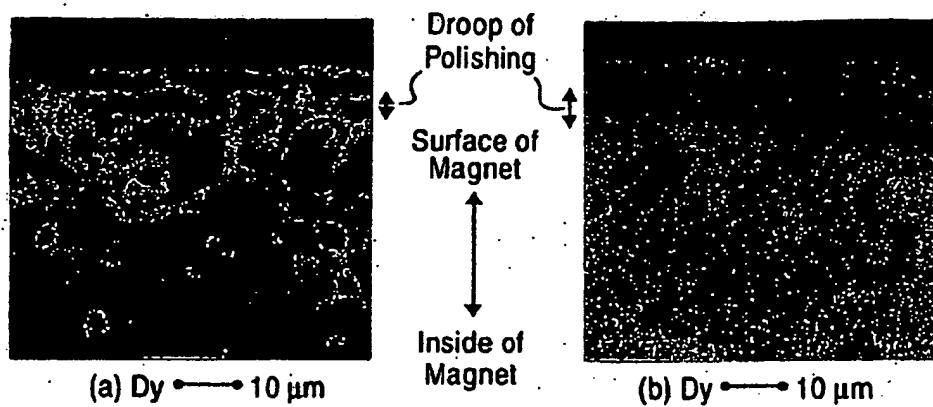 Droop of
Polishing
Surface of
Magnet
Inside of
Magnet
(a) Dy 10 μm
(b) Dy 10 μm